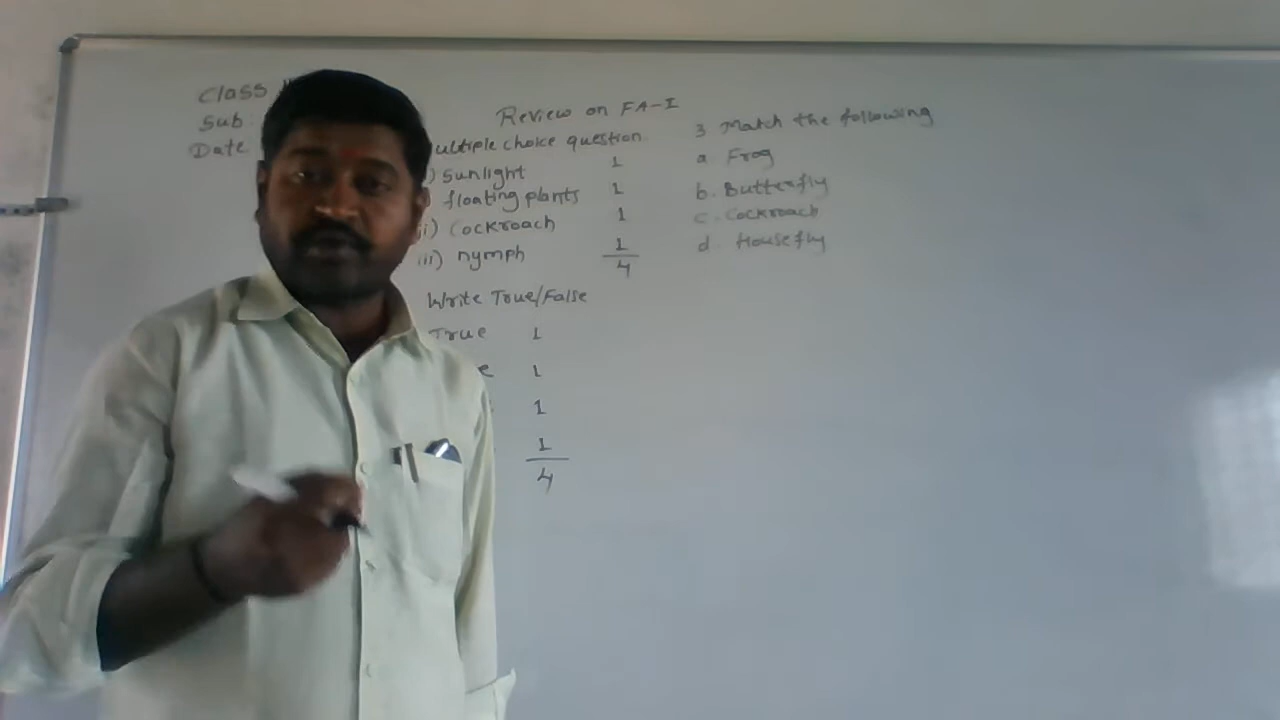 Class
Sub
Date
Review on FA-I
ultiple choice question
) Sunlight 1
floating plants 1
ii) Cockroach 1
iii) nymph 1
4
Write True/False
True 1
e 1
1
1
4
3 Match the following
a Frog
b. Butterfly
c. Cockroach
d. Housefly